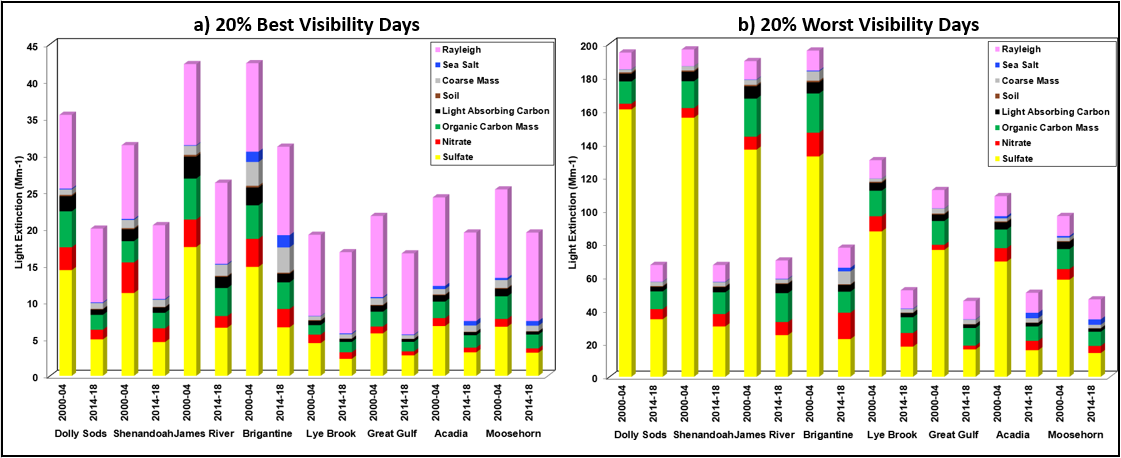 a) 20% Best Visibility Days
45
40
35
30
25
20
15
10
5
0
Light Extinction (Mm-1)
Rayleigh
Sea Salt
Coarse Mass
Soil
Light Absorbing Carbon
Organic Carbon Mass
Nitrate
Sulfate
2000-04 2014-18 2000-04 2014-18 2000-04 2014-18 2000-04 2014-18 2000-04 2014-18 2000-04 2014-18 2000-04 2014-18 2000-04 2014-18
Dolly Sods Shenandoah James River Brigantine Lye Brook Great Gulf Acadia Moosehorn
b) 20% Worst Visibility Days
200
180
160
140
120
100
80
60
40
20
0
Light Extinction (Mm-1)
Rayleigh
Sea Salt
Coarse Mass
Soil
Light Absorbing Carbon
Organic Carbon Mass
Nitrate
Sulfate
2000-04 2014-18 2000-04 2014-18 2000-04 2014-18 2000-04 2014-18 2000-04 2014-18 2000-04 2014-18 2000-04 2014-18 2000-04 2014-18
Dolly Sods Shenandoah James River Brigantine Lye Brook Great Gulf Acadia Moosehorn